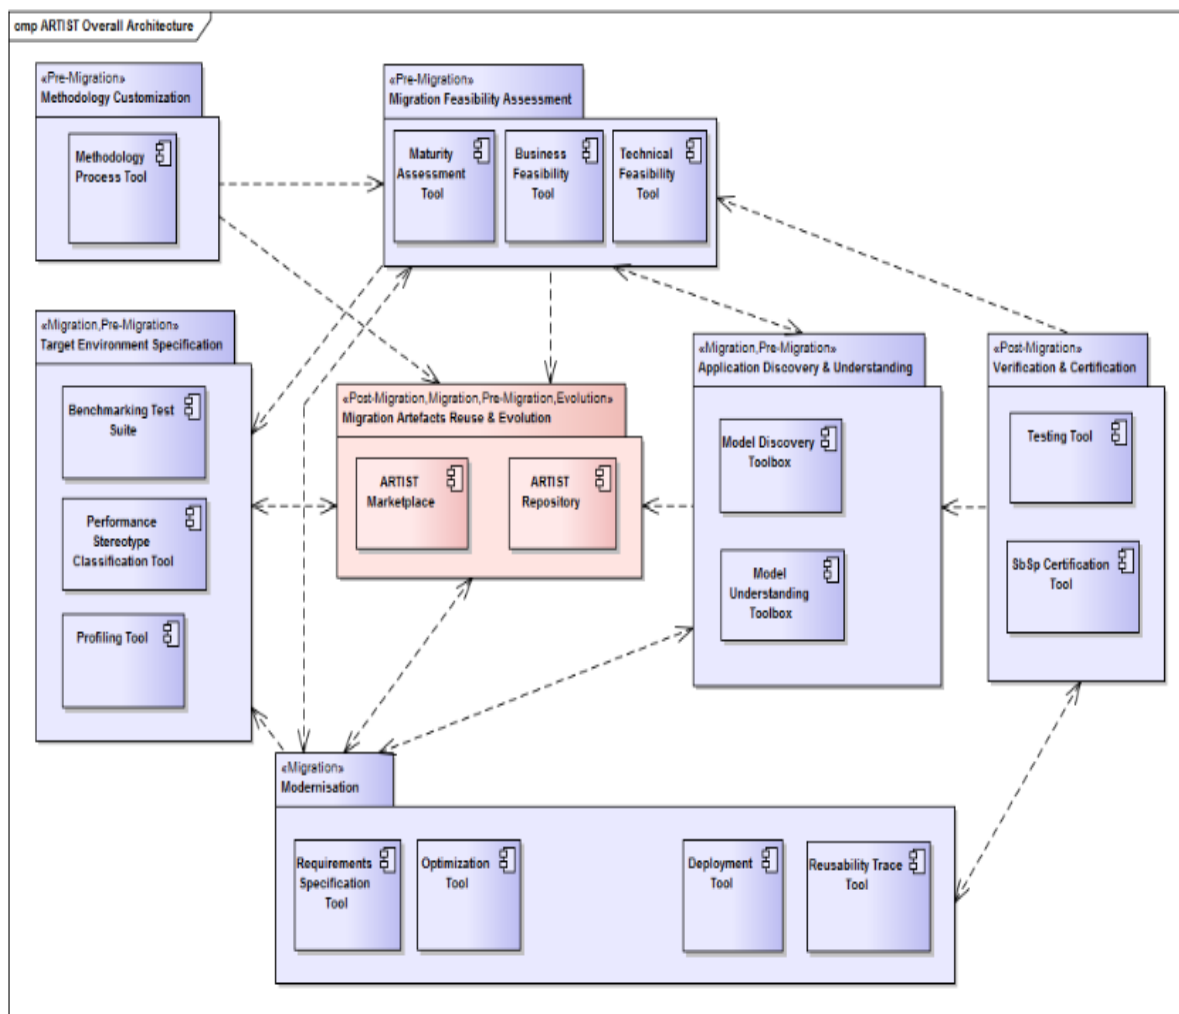 cmp ARTIST Overall Architecture
«Pre-Migration»
Methodology Customization
Methodology
Process Tool
«Pre-Migration»
Migration Feasibility Assessment
Maturity
Assessment
Tool
Business
Feasibility
Tool
Technical
Feasibility
Tool
«Migration,Pre-Migration»
Target Environment Specification
Benchmarking Test
Suite
Performance
Stereotype
Classification Tool
Profiling Tool
«Post-Migration,Migration,Pre-Migration,Evolution»
Migration Artefacts Reuse & Evolution
ARTIST
Marketplace
ARTIST
Repository
«Migration,Pre-Migration»
Application Discovery & Understanding
Model Discovery
Toolbox
Model
Understanding
Toolbox
«Post-Migration»
Verification & Certification
Testing Tool
SbSp Certification
Tool
«Migration»
Modernisation
Requirements
Specification
Tool
Optimization
Tool
Deployment
Tool
Reusability Trace
Tool